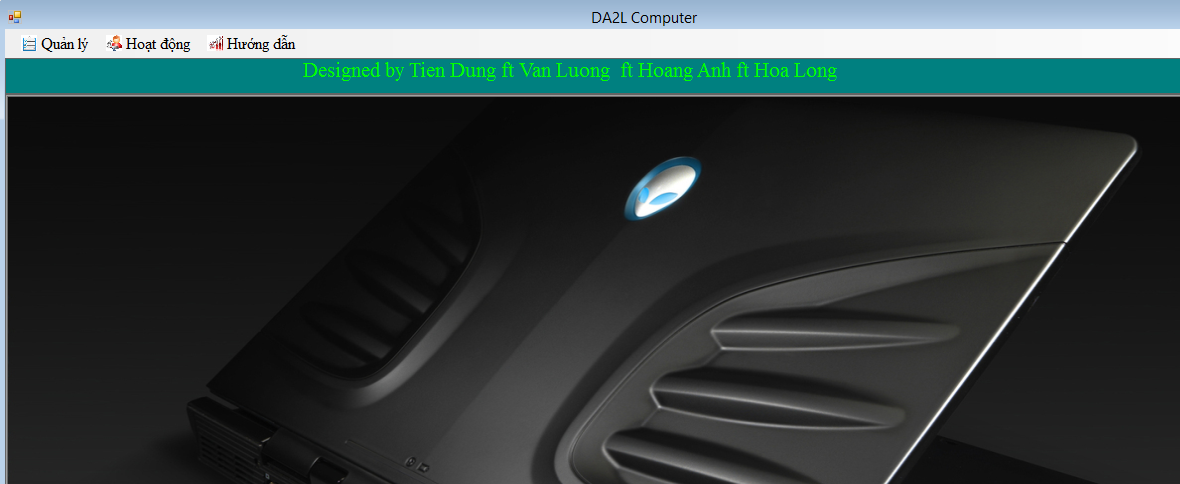 DA2L Computer
Quản lý Hoạt động Hướng dẫn
Designed by Tien Dung ft Van Luong  ft Hoang Anh ft Hoa Long